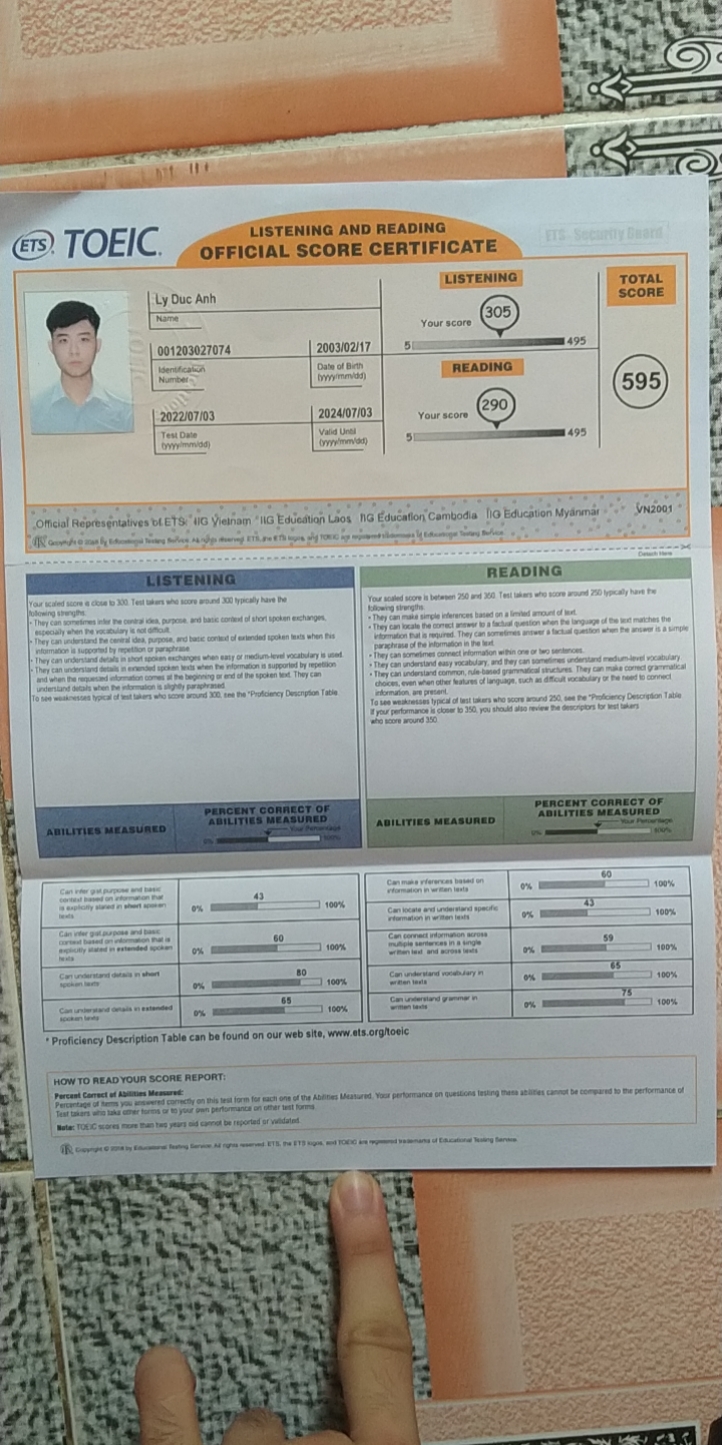 ETS TOEIC.
LISTENING AND READING
OFFICIAL SCORE CERTIFICATE
ETS Security Guard
Ly Duc Anh
Name
001203027074
Identification
Number
2003/02/17
Date of Birth
(yyyy/mm/dd)
2022/07/03
Test Date
(yyyy/mm/dd)
2024/07/03
Valid Until
(yyyy/mm/dd)
LISTENING
305
Your score
5 495
READING
290
Your score
5 495
TOTAL
SCORE
595
Official Representatives of ETS: IIG Vietnam IIG Education Laos IIG Education Cambodia IIG Education Myanmar VN2001
Detach Here
LISTENING
Your scaled score is close to 300. Test takers who score around 300 typically have the
following strengths:
• They can sometimes infer the central idea, purpose, and basic context of short spoken exchanges,
especially when the vocabulary is not difficult.
• They can understand the central idea, purpose, and basic context of extended spoken texts when this
information is supported by repetition or paraphrase.
• They can understand details in short spoken exchanges when easy or medium-level vocabulary is used.
• They can understand details in extended spoken texts when the information is supported by repetition
and when the requested information comes at the beginning or end of the spoken text. They can
understand details when the information is slightly paraphrased.
To see weaknesses typical of test takers who score around 300, see the "Proficiency Description Table
ABILITIES MEASURED
PERCENT CORRECT OF
ABILITIES MEASURED
Your Percentage
0% 100%
READING
Your scaled score is between 250 and 350. Test takers who score around 250 typically have the
following strengths:
• They can make simple inferences based on a limited amount of text.
• They can locate the correct answer to a factual question when the language of the text matches the
information that is required. They can sometimes answer a factual question when the answer is a simple
paraphrase of the information in the text.
• They can sometimes connect information within one or two sentences.
• They can understand easy vocabulary, and they can sometimes understand medium-level vocabulary.
• They can understand common, rule-based grammatical structures. They can make correct grammatical
choices, even when other features of language, such as difficult vocabulary or the need to connect
information, are present.
To see weaknesses typical of test takers who score around 250, see the "Proficiency Description Table
If your performance is closer to 350, you should also review the descriptors for test takers
who score around 350.
ABILITIES MEASURED
PERCENT CORRECT OF
ABILITIES MEASURED
Your Percentage
0% 100%
Can infer gist, purpose and basic
context based on information that
is explicitly stated in short spoken
texts
0% 43 100%
Can infer gist, purpose and basic
context based on information that is
explicitly stated in extended spoken
texts
0% 60 100%
Can understand details in short
spoken texts
0% 80 100%
Can understand details in extended
spoken texts
0% 65 100%
Can make inferences based on
information in written texts
0% 60 100%
Can locate and understand specific
information in written texts
0% 43 100%
Can connect information across
multiple sentences in a single
written text and across texts
0% 59 100%
Can understand vocabulary in
written texts
0% 65 100%
Can understand grammar in
written texts
0% 75 100%
* Proficiency Description Table can be found on our web site, www.ets.org/toeic
HOW TO READ YOUR SCORE REPORT:
Percent Correct of Abilities Measured:
Percentage of items you answered correctly on this test form for each one of the Abilities Measured. Your performance on questions testing these abilities cannot be compared to the performance of
Test takers who take other forms or to your own performance on other test forms.
Note: TOEIC scores more than two years old cannot be reported or validated.
Educational Testing Service. All rights reserved. ETS, the ETS logos, and TOEIC are registered trademarks of Educational Testing Service.